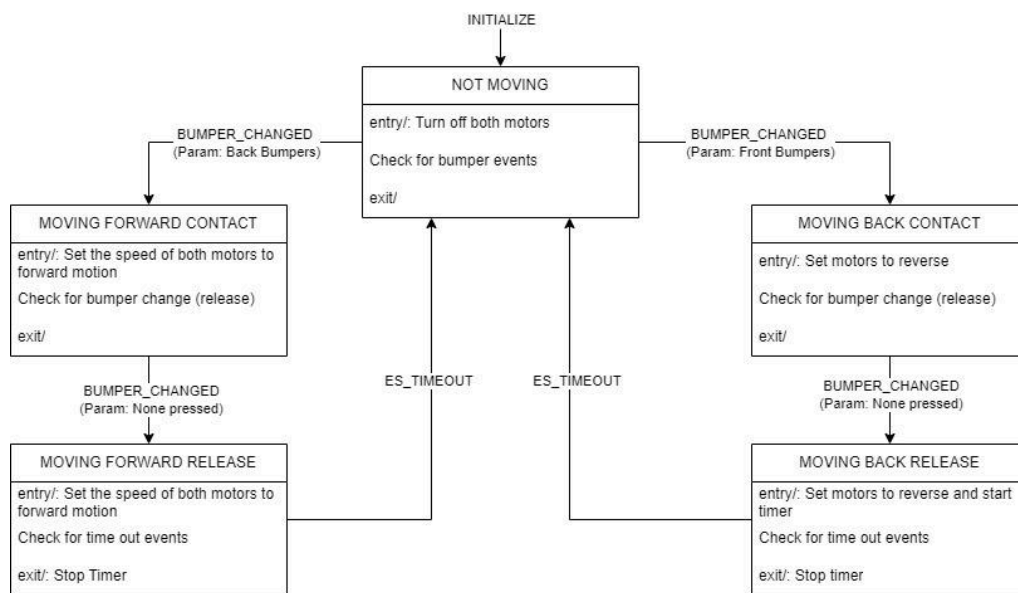 INITIALIZE
NOT MOVING
entry/: Turn off both motors
Check for bumper events
exit/
BUMPER_CHANGED
(Param: Back Bumpers)
BUMPER_CHANGED
(Param: Front Bumpers)
MOVING FORWARD CONTACT
entry/: Set the speed of both motors to
forward motion
Check for bumper change (release)
exit/
MOVING BACK CONTACT
entry/: Set motors to reverse
Check for bumper change (release)
exit/
BUMPER_CHANGED
(Param: None pressed)
ES_TIMEOUT
ES_TIMEOUT
BUMPER_CHANGED
(Param: None pressed)
MOVING FORWARD RELEASE
entry/: Set the speed of both motors to
forward motion
Check for time out events
exit/: Stop Timer
MOVING BACK RELEASE
entry/: Set motors to reverse and start
timer
Check for time out events
exit/: Stop timer